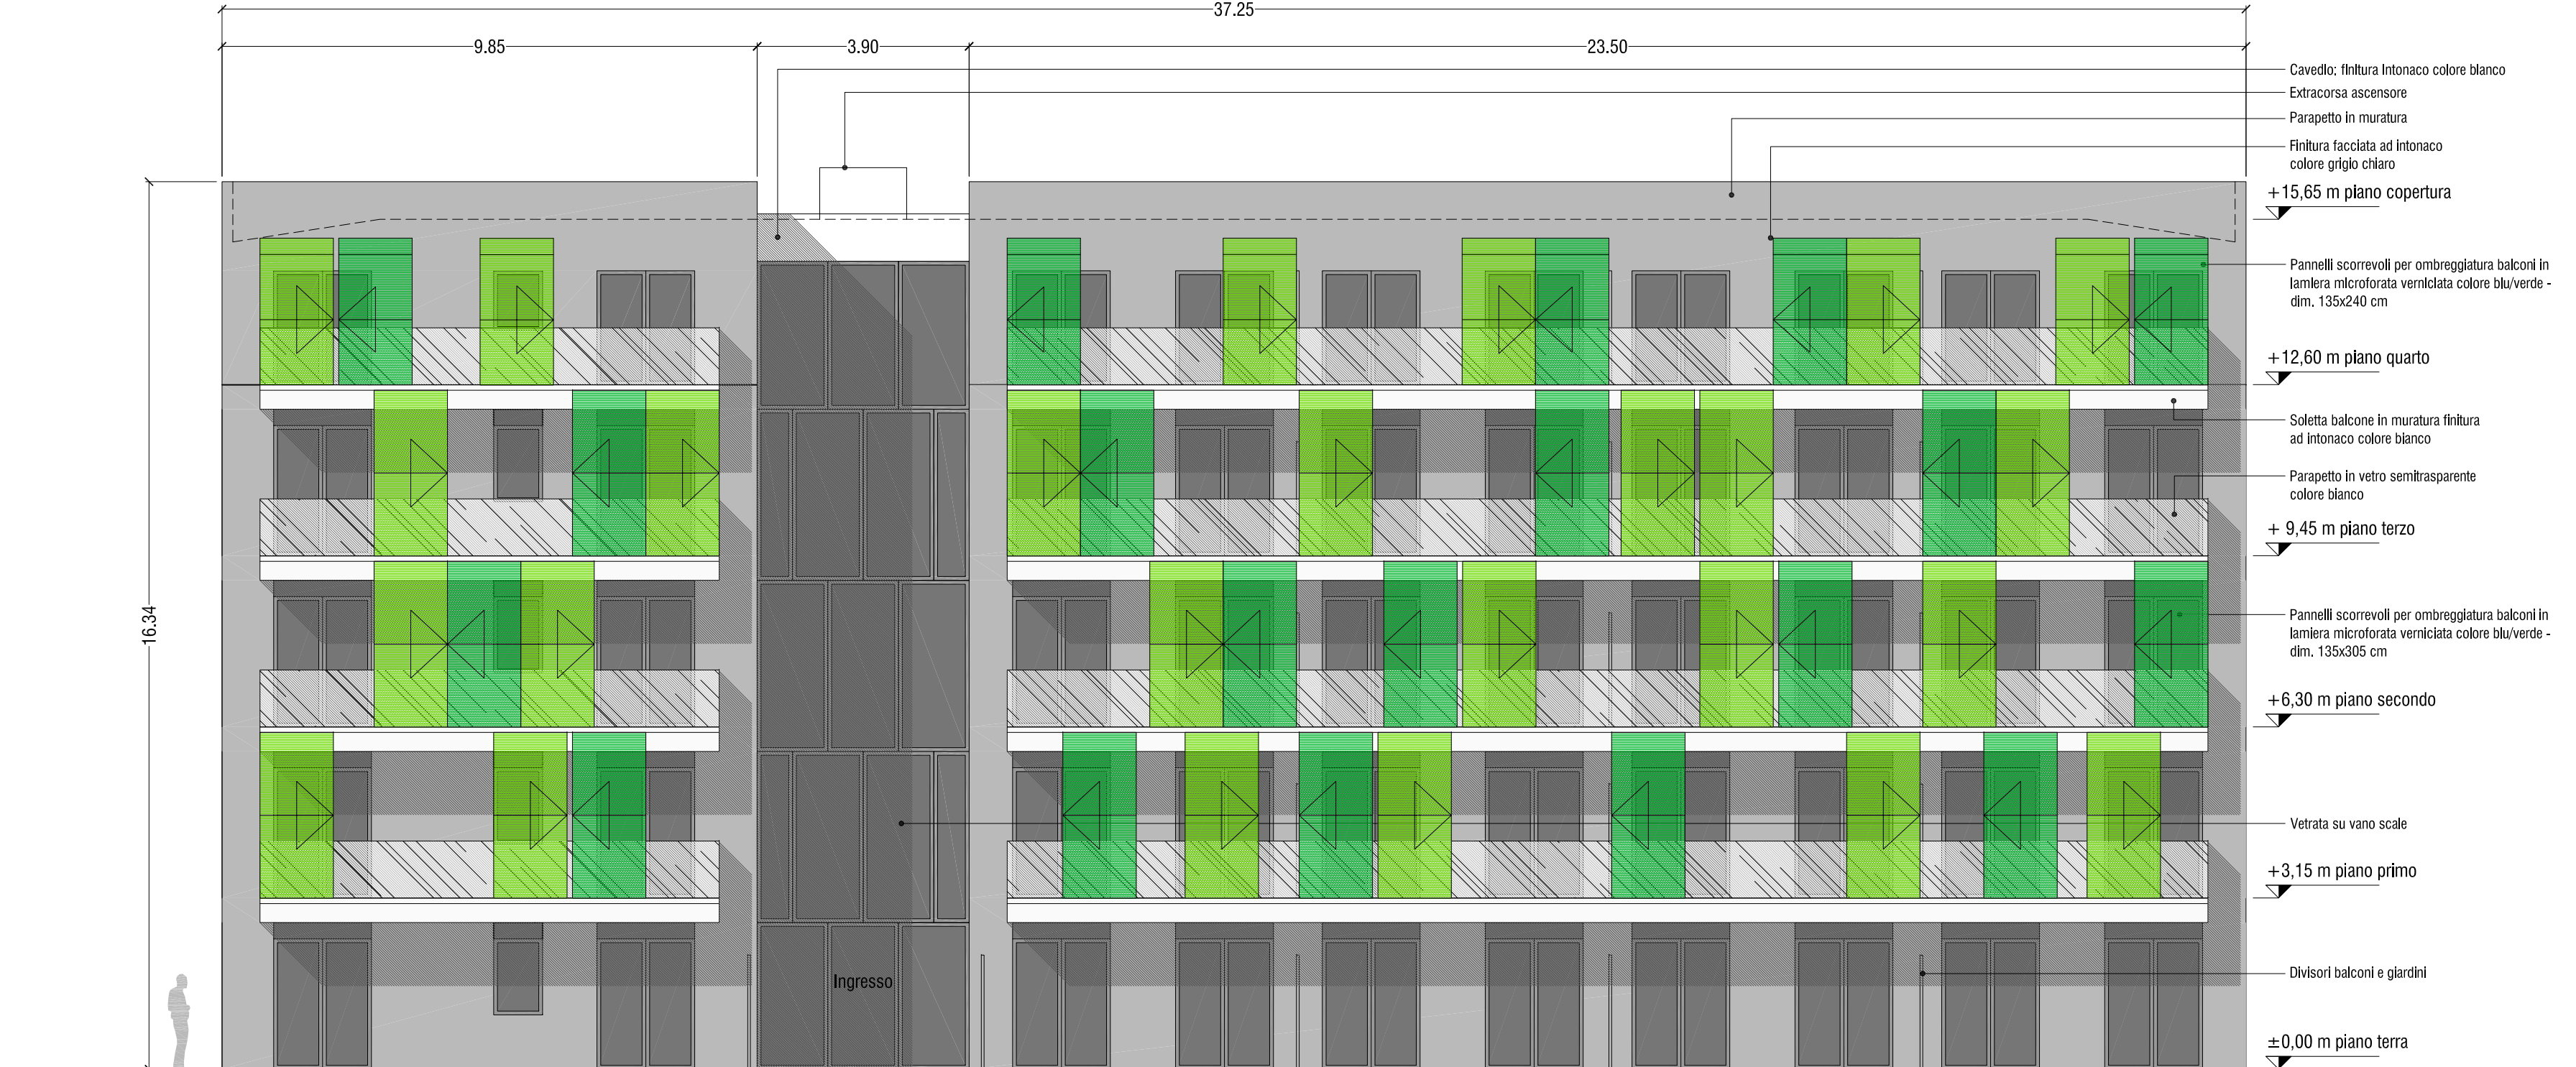 37.25
9.85
3.90
23.50
Cavedio: finitura intonaco colore bianco
Extracorsa ascensore
Parapetto in muratura
Finitura facciata ad intonaco
colore grigio chiaro
+15,65 m piano copertura
Pannelli scorrevoli per ombreggiatura balconi in
lamiera microforata verniciata colore blu/verde -
dim. 135x240 cm
+12,60 m piano quarto
Soletta balcone in muratura finitura
ad intonaco colore bianco
Parapetto in vetro semitrasparente
colore bianco
+ 9,45 m piano terzo
16.34
Pannelli scorrevoli per ombreggiatura balconi in
lamiera microforata verniciata colore blu/verde -
dim. 135x305 cm
+6,30 m piano secondo
Vetrata su vano scale
+3,15 m piano primo
Ingresso
Divisori balconi e giardini
±0,00 m piano terra